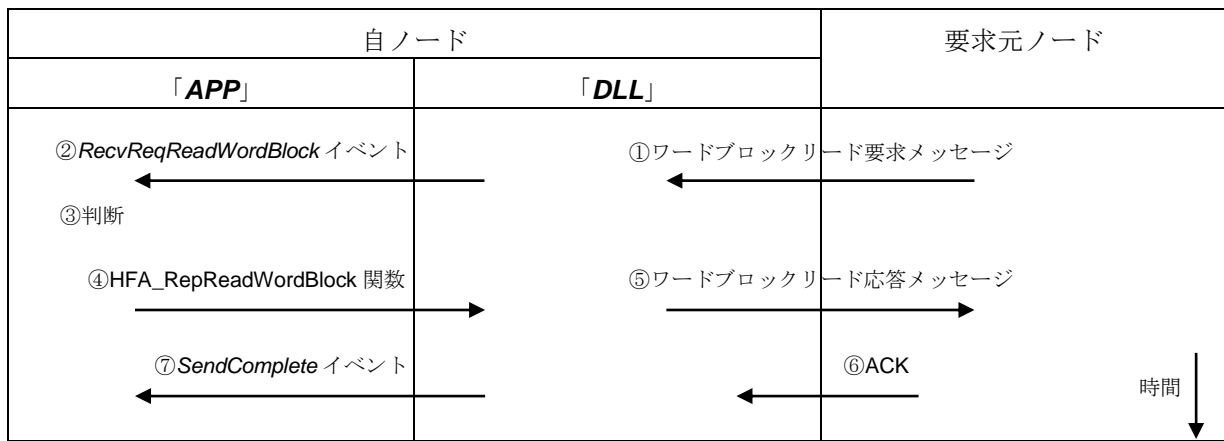 自ノード
要求元ノード
「APP」
「DLL」
②RecvReqReadWordBlock イベント
①ワードブロックリード要求メッセージ
③判断
④HFA_RepReadWordBlock 関数
⑤ワードブロックリード応答メッセージ
⑦SendComplete イベント
⑥ACK
時間